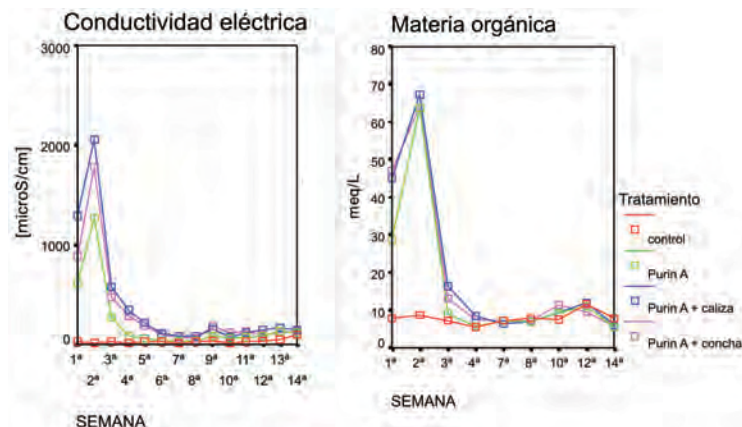 Conductividad eléctrica
3000
2000
1000
0
[microS/cm]
1ª 3ª 5ª 7ª 9ª 11ª 13ª
2ª 4ª 6ª 8ª 10ª 12ª 14ª
SEMANA
Materia orgánica
80
70
60
50
40
30
20
10
0
meq/L
1ª 2ª 3ª 4ª 7ª 8ª 10ª 12ª 14ª
SEMANA
Tratamiento
control
Purin A
Purin A + caliza
Purin A + concha